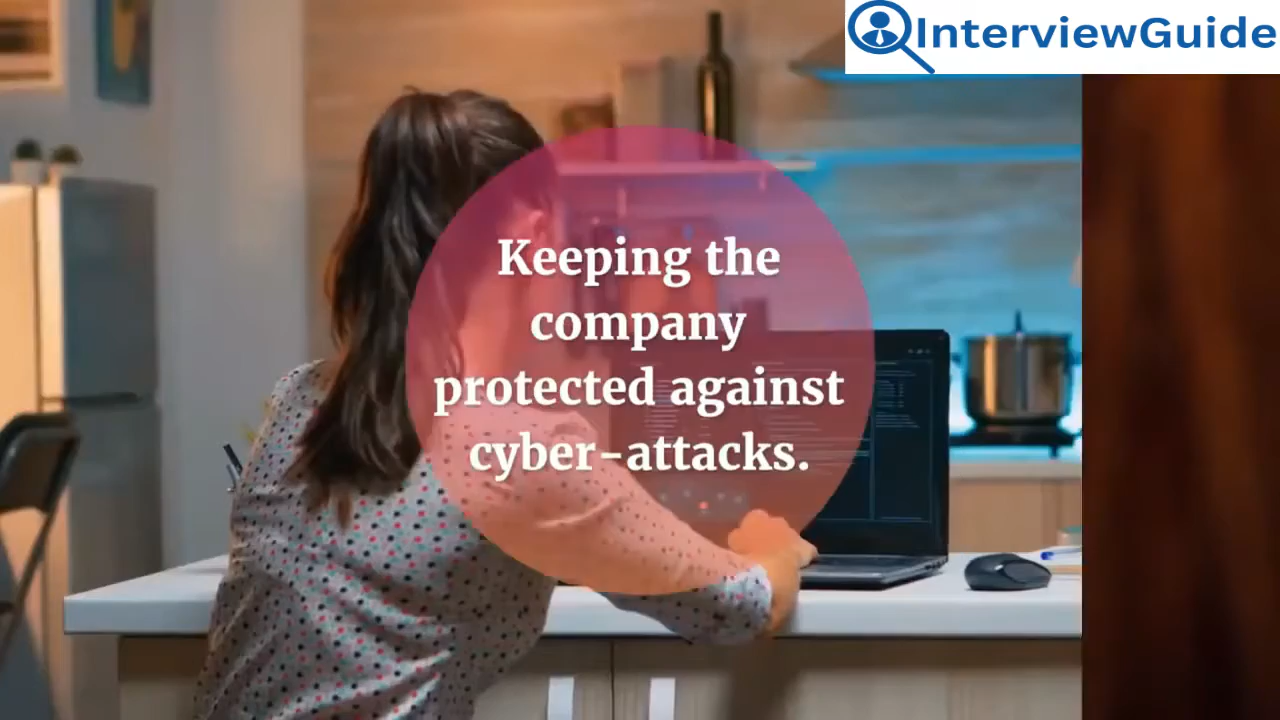 InterviewGuide
Keeping the
company
protected against
cyber-attacks.